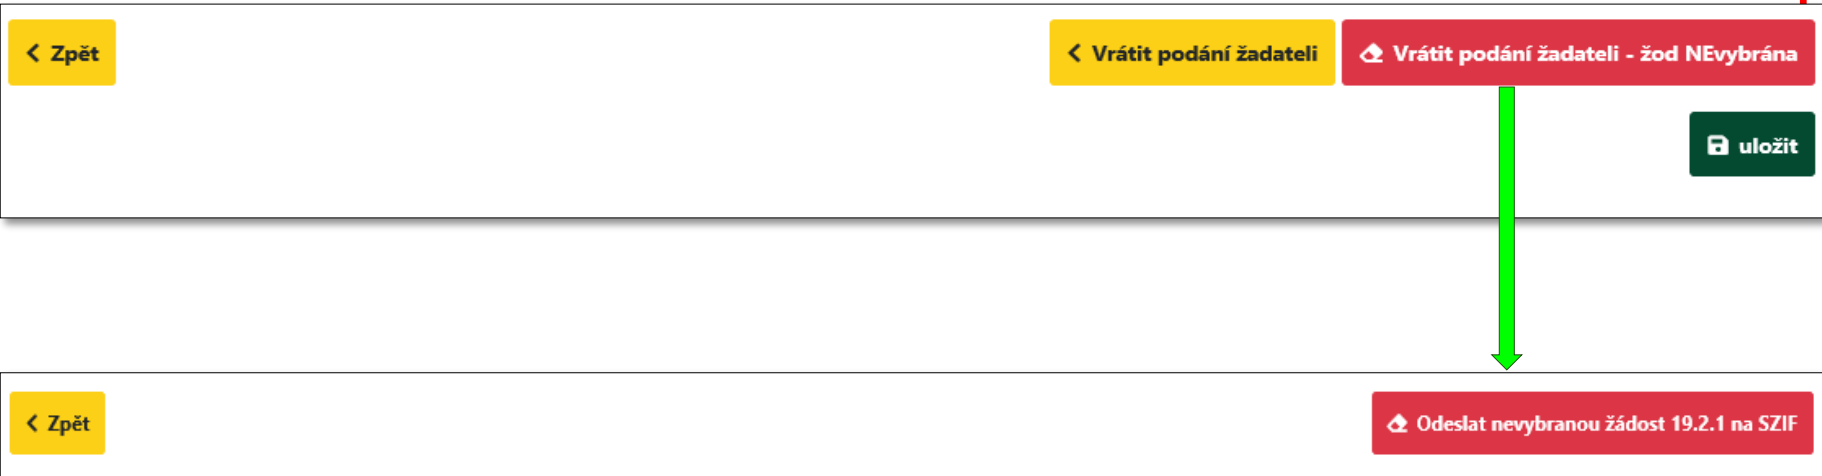 Zpět
Vrátit podání žadateli
Vrátit podání žadateli - žod NEvybrána
uložit
Zpět
Odeslat nevybranou žádost 19.2.1 na SZIF